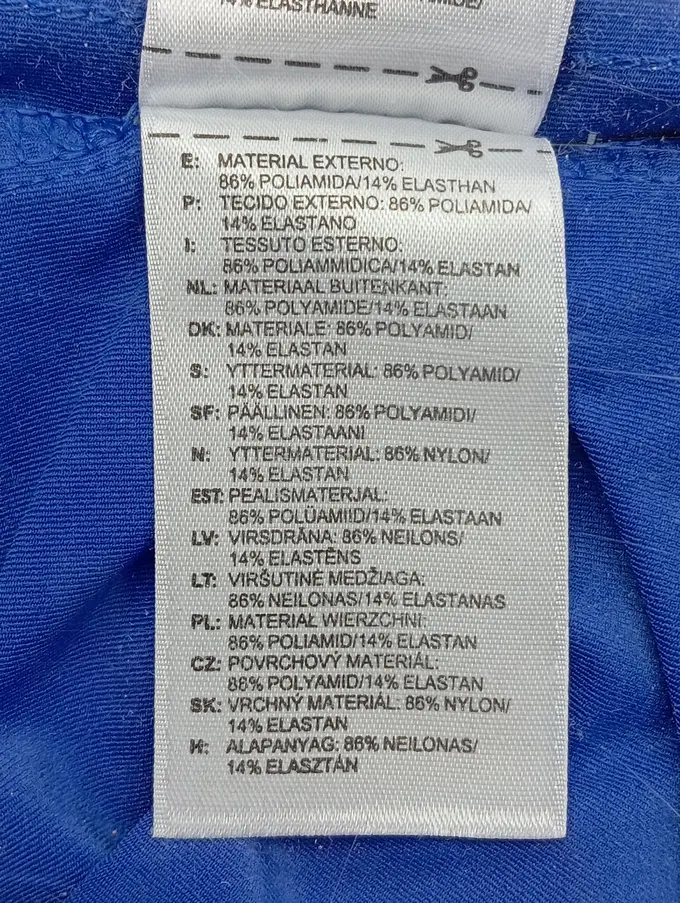 14% ELASTHANNE
E: MATERIAL EXTERNO:
86% POLIAMIDA/14% ELASTHAN
P: TECIDO EXTERNO: 86% POLIAMIDA/
14% ELASTANO
I: TESSUTO ESTERNO:
86% POLIAMMIDICA/14% ELASTAN
NL: MATERIAAL BUITENKANT:
86% POLYAMIDE/14% ELASTAAN
DK: MATERIALE: 86% POLYAMID/
14% ELASTAN
S: YTTERMATERIAL: 86% POLYAMID/
14% ELASTAN
SF: PÄÄLLINEN: 86% POLYAMIDI/
14% ELASTAANI
N: YTTERMATERIAL: 86% NYLON/
14% ELASTAN
EST: PEALISMATERJAL:
86% POLÜAMIID/14% ELASTAAN
LV: VIRSDRĀNA: 86% NEILONS/
14% ELASTĒNS
LT: VIRŠUTINĖ MEDŽIAGA:
86% NEILONAS/14% ELASTANAS
PL: MATERIAŁ WIERZCHNI:
86% POLIAMID/14% ELASTAN
CZ: POVRCHOVÝ MATERIÁL:
86% POLYAMID/14% ELASTAN
SK: VRCHNÝ MATERIÁL: 86% NYLON/
14% ELASTAN
H: ALAPANYAG: 86% NEILONAS/
14% ELASZTÁN